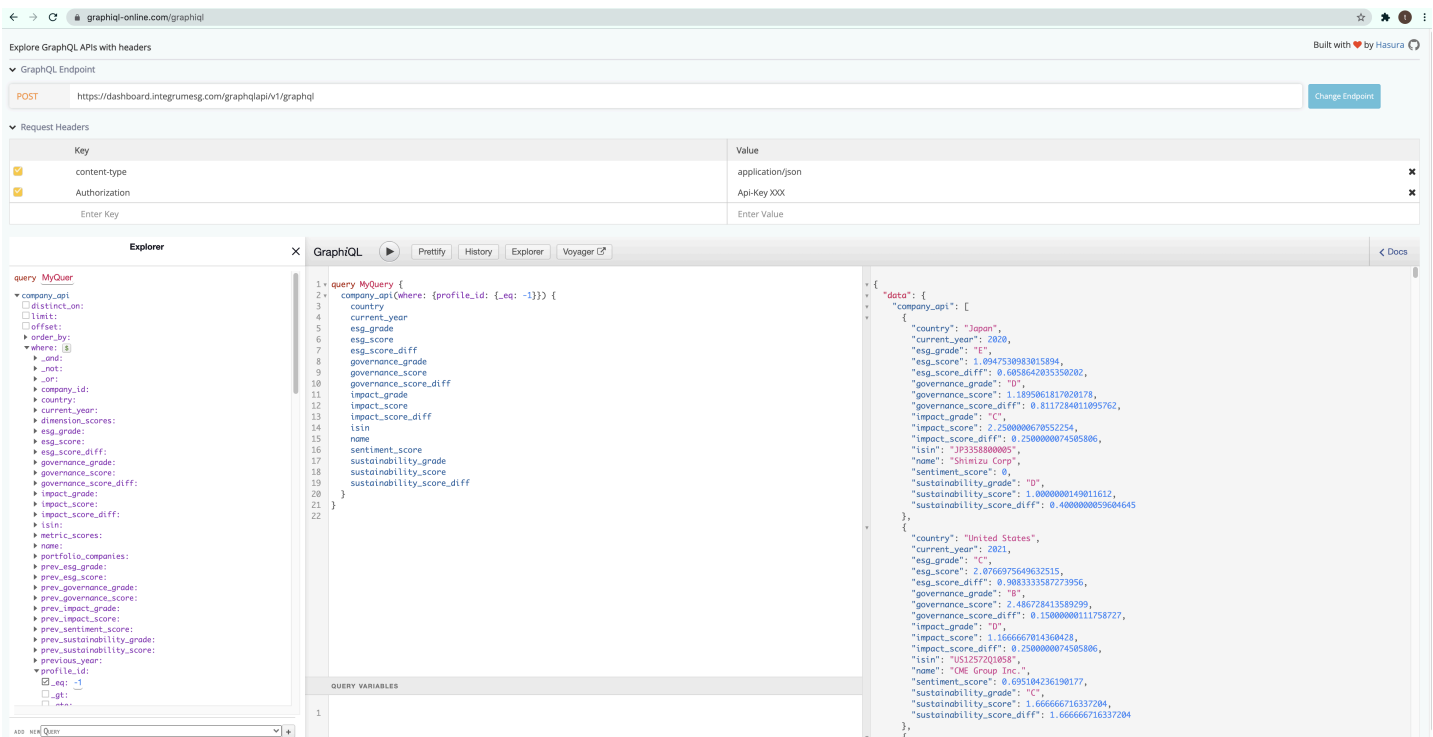 graphiql-online.com/graphiql
t
Explore GraphQL APIs with headers
Built with by Hasura
GraphQL Endpoint
POST https://dashboard.integrumesg.com/graphqlapi/v1/graphql Change Endpoint
Request Headers
Key Value
content-type application/json
Authorization Api-Key XXX
Enter Key Enter Value
Explorer
GraphiQL Prettify History Explorer Voyager < Docs
query MyQuer
company_api
distinct_on:
limit:
offset:
order_by:
where: $
_and:
_not:
_or:
company_id:
country:
current_year:
dimension_scores:
esg_grade:
esg_score:
esg_score_diff:
governance_grade:
governance_score:
governance_score_diff:
impact_grade:
impact_score:
impact_score_diff:
isin:
metric_scores:
name:
portfolio_companies:
prev_esg_grade:
prev_esg_score:
prev_governance_grade:
prev_governance_score:
prev_impact_grade:
prev_impact_score:
prev_sentiment_score:
prev_sustainability_grade:
prev_sustainability_score:
previous_year:
profile_id:
_eq: -1
_gt:
ADD NEW Query +
1 query MyQuery {
2 company_api(where: {profile_id: {_eq: -1}}) {
3 country
4 current_year
5 esg_grade
6 esg_score
7 esg_score_diff
8 governance_grade
9 governance_score
10 governance_score_diff
11 impact_grade
12 impact_score
13 impact_score_diff
14 isin
15 name
16 sentiment_score
17 sustainability_grade
18 sustainability_score
19 sustainability_score_diff
20 }
21 }
22
QUERY VARIABLES
1
{
"data": {
"company_api": [
{
"country": "Japan",
"current_year": 2020,
"esg_grade": "E",
"esg_score": 1.0947530983015894,
"esg_score_diff": 0.6058642035350202,
"governance_grade": "D",
"governance_score": 1.1895061817020178,
"governance_score_diff": 0.8117284011095762,
"impact_grade": "C",
"impact_score": 2.2500000670552254,
"impact_score_diff": 0.2500000074505806,
"isin": "JP3358800005",
"name": "Shimizu Corp",
"sentiment_score": 0,
"sustainability_grade": "D",
"sustainability_score": 1.0000000149011612,
"sustainability_score_diff": 0.4000000059604645
},
{
"country": "United States",
"current_year": 2021,
"esg_grade": "C",
"esg_score": 2.0766975649632515,
"esg_score_diff": 0.9083333587273956,
"governance_grade": "B",
"governance_score": 2.486728413589299,
"governance_score_diff": 0.15000000111758727,
"impact_grade": "D",
"impact_score": 1.1666667014360428,
"impact_score_diff": 0.2500000074505806,
"isin": "US12572Q1058",
"name": "CME Group Inc.",
"sentiment_score": 0.695104236190177,
"sustainability_grade": "C",
"sustainability_score": 1.666666716337204,
"sustainability_score_diff": 1.666666716337204
},
{